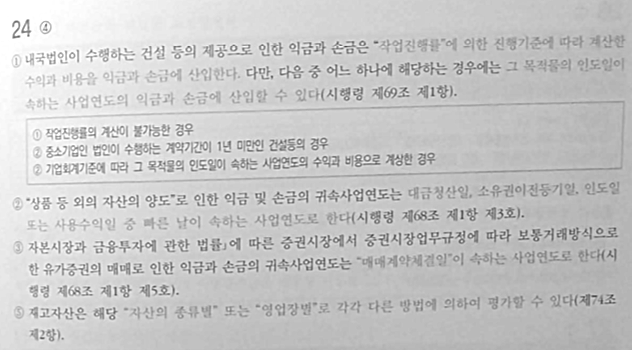 24 ④
① 내국법인이 수행하는 건설 등의 제공으로 인한 익금과 손금은 "작업진행률"에 의한 진행기준에 따라 계산한
수익과 비용을 익금과 손금에 산입한다. 다만, 다음 중 어느 하나에 해당하는 경우에는 그 목적물의 인도일이
속하는 사업연도의 익금과 손금에 산입할 수 있다(시행령 제69조 제1항).
① 작업진행률의 계산이 불가능한 경우
② 중소기업인 법인이 수행하는 계약기간이 1년 미만인 건설등의 경우
② 기업회계기준에 따라 그 목적물의 인도일이 속하는 사업연도의 수익과 비용으로 계상한 경우
② "상품 등 외의 자산의 양도"로 인한 익금 및 손금의 귀속사업연도는 대금청산일, 소유권이전등기일, 인도일
또는 사용수익일 중 빠른 날이 속하는 사업연도로 한다(시행령 제68조 제1항 제3호).
③ 자본시장과 금융투자에 관한 법률」에 따른 증권시장에서 증권시장업무규정에 따라 보통거래방식으로
한 유가증권의 매매로 인한 익금과 손금의 귀속사업연도는 "매매계약체결일"이 속하는 사업연도로 한다(시
행령 제68조 제1항 제5호).
⑤ 재고자산은 해당 "자산의 종류별" 또는 "영업장별"로 각각 다른 방법에 의하여 평가할 수 있다(제74조
제2항).